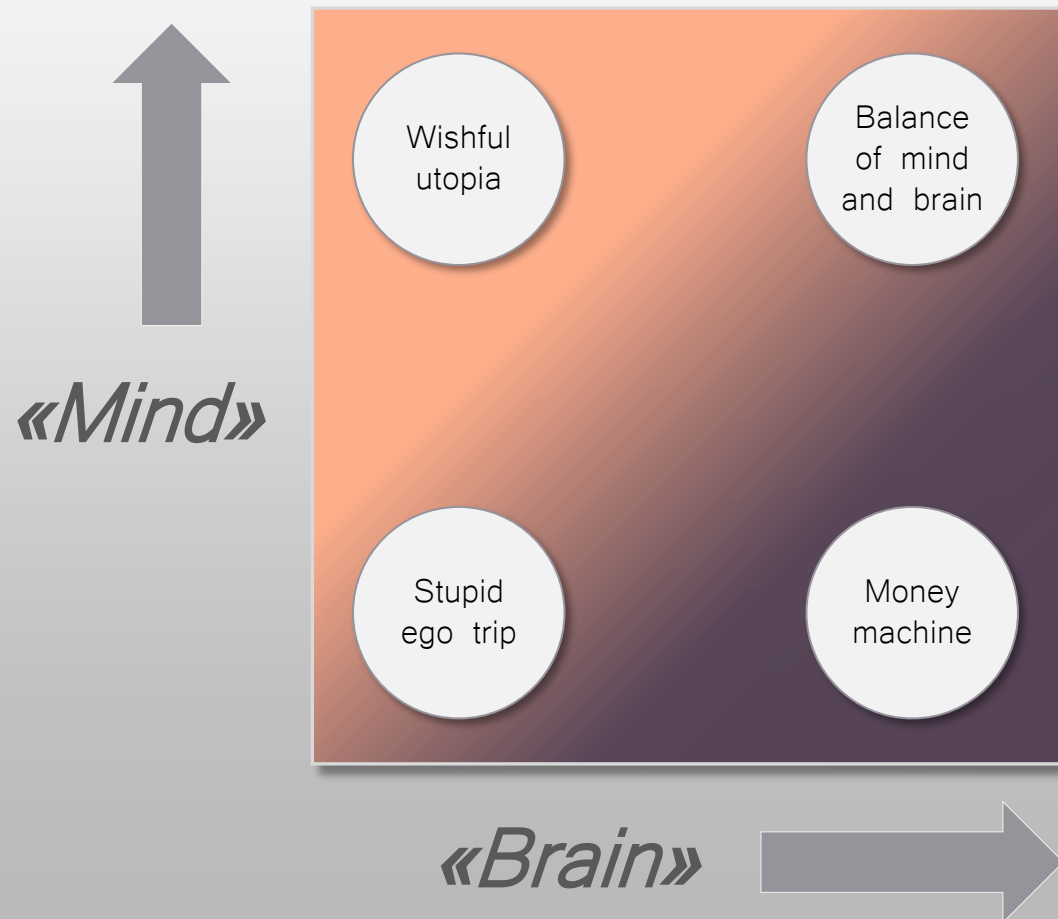 Wishful
utopia
Balance
of mind
and brain
«Mind»
Stupid
ego trip
Money
machine
«Brain»